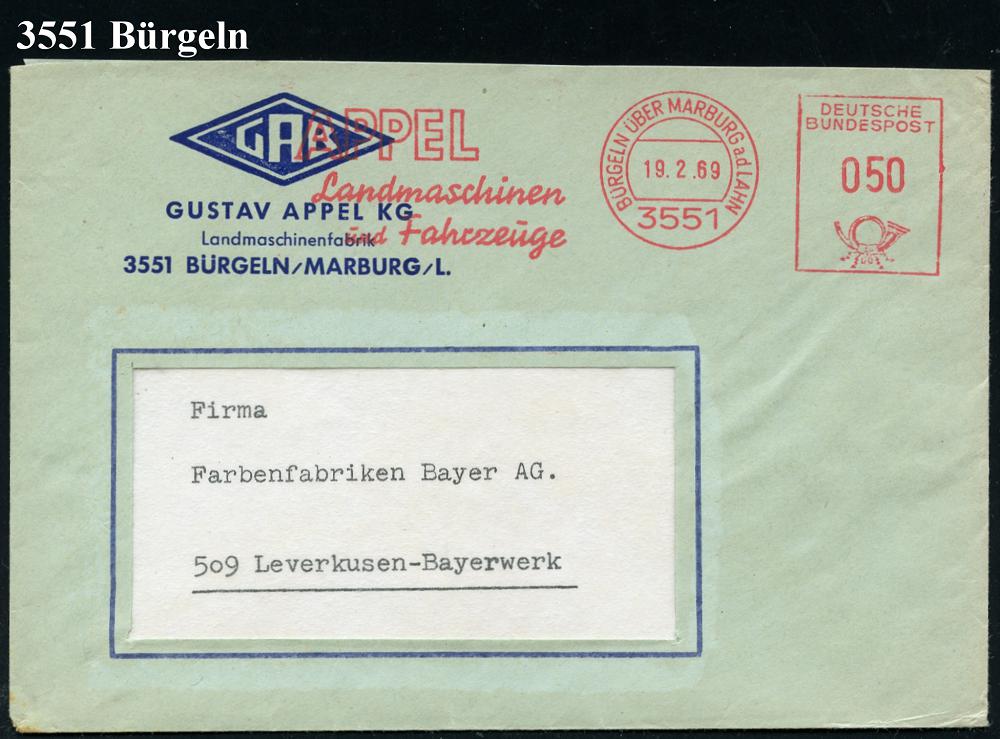 3551 Bürgeln
GAB
APPEL
Landmaschinen
und Fahrzeuge
GUSTAV APPEL KG
Landmaschinenfabrik
3551 BÜRGELN/MARBURG/L.
BÜRGELN ÜBER MARBURG a.d. LAHN
19.2.69
3551
DEUTSCHE
BUNDESPOST
050
Firma
Farbenfabriken Bayer AG.
509 Leverkusen-Bayerwerk